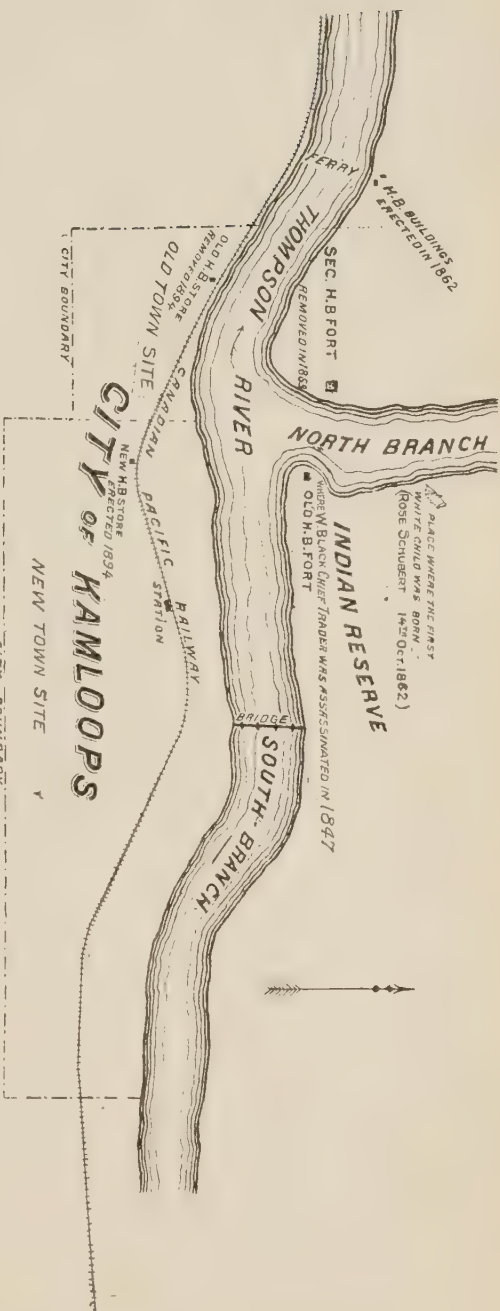 FERRY
H.B. BUILDINGS
ERECTED IN 1862
THOMPSON
RIVER
SEC. H.B FORT
REMOVED IN
NORTH BRANCH
PLACE WHERE THE FIRST
WHITE CHILD WAS BORN
(ROSE SCHUBERT 14TH OCT. 1862)
INDIAN RESERVE
WHERE W. BLACK CHIEF TRADER WAS ASSASSINATED IN 1847
OLD H.B. FORT
BRIDGE
SOUTH BRANCH
OLD H.B STORE
REMOVED 1894
OLD TOWN SITE
CITY BOUNDARY
CANADIAN PACIFIC RAILWAY
STATION
NEW H.B STORE
ERECTED 1894
CITY OF KAMLOOPS
NEW TOWN SITE